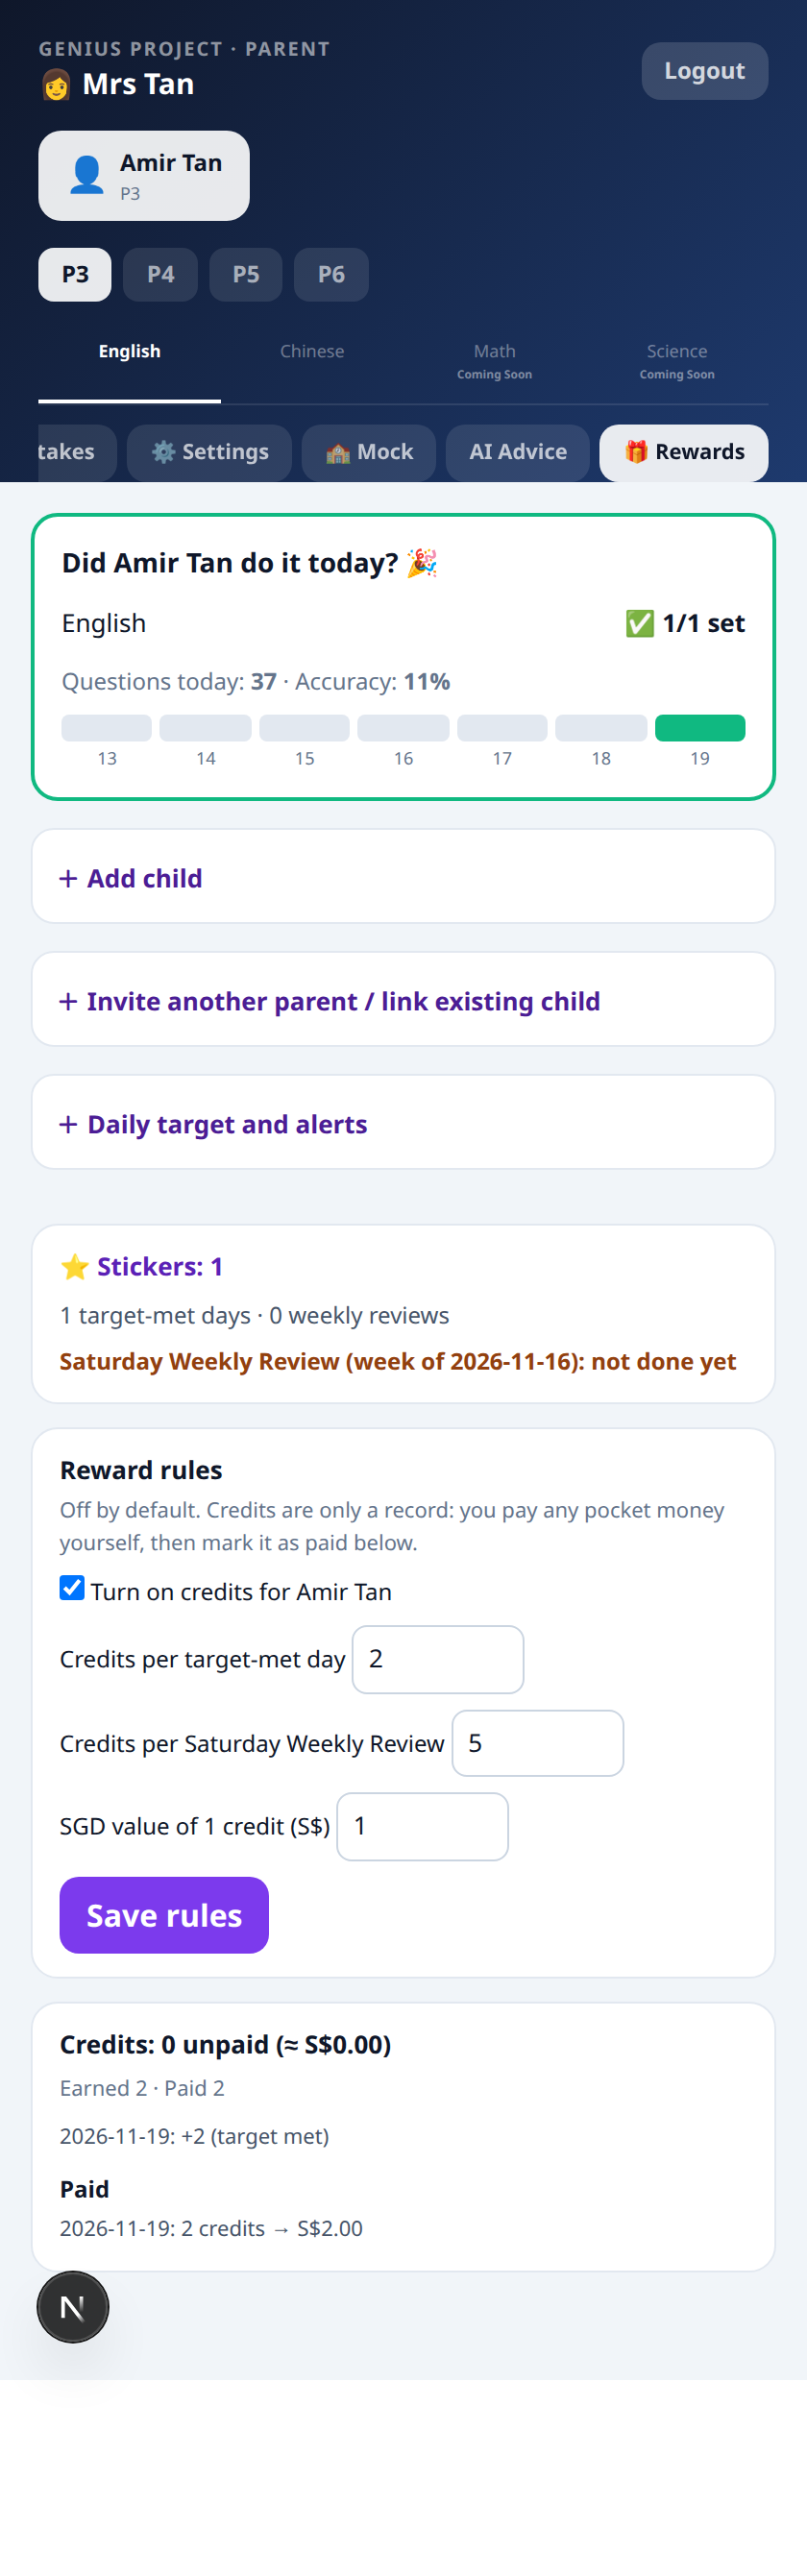 GENIUS PROJECT · PARENT
👩 Mrs Tan
Logout
👤 Amir Tan
P3
P3 P4 P5 P6
English Chinese Math Science
Coming Soon Coming Soon
takes ⚙️ Settings 🏫 Mock AI Advice 🎁 Rewards
Did Amir Tan do it today? 🎉
English ✅ 1/1 set
Questions today: 37 · Accuracy: 11%
13 14 15 16 17 18 19
+ Add child
+ Invite another parent / link existing child
+ Daily target and alerts
⭐ Stickers: 1
1 target-met days · 0 weekly reviews
Saturday Weekly Review (week of 2026-11-16): not done yet
Reward rules
Off by default. Credits are only a record: you pay any pocket money
yourself, then mark it as paid below.
Turn on credits for Amir Tan
Credits per target-met day 2
Credits per Saturday Weekly Review 5
SGD value of 1 credit (S$) 1
Save rules
Credits: 0 unpaid (≈ S$0.00)
Earned 2 · Paid 2
2026-11-19: +2 (target met)
Paid
2026-11-19: 2 credits → S$2.00
N